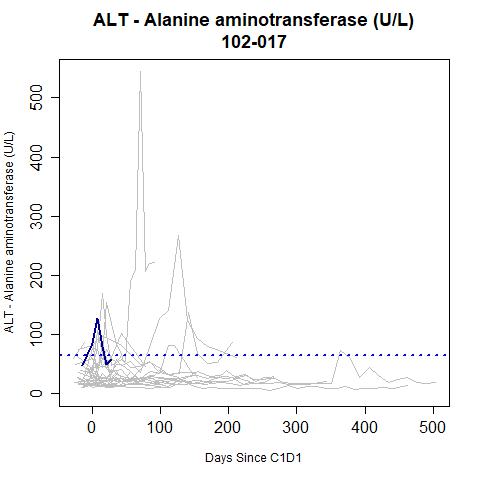 ALT - Alanine aminotransferase (U/L)
102-017
ALT - Alanine aminotransferase (U/L)
500
400
300
200
100
0
0 100 200 300 400 500
Days Since C1D1